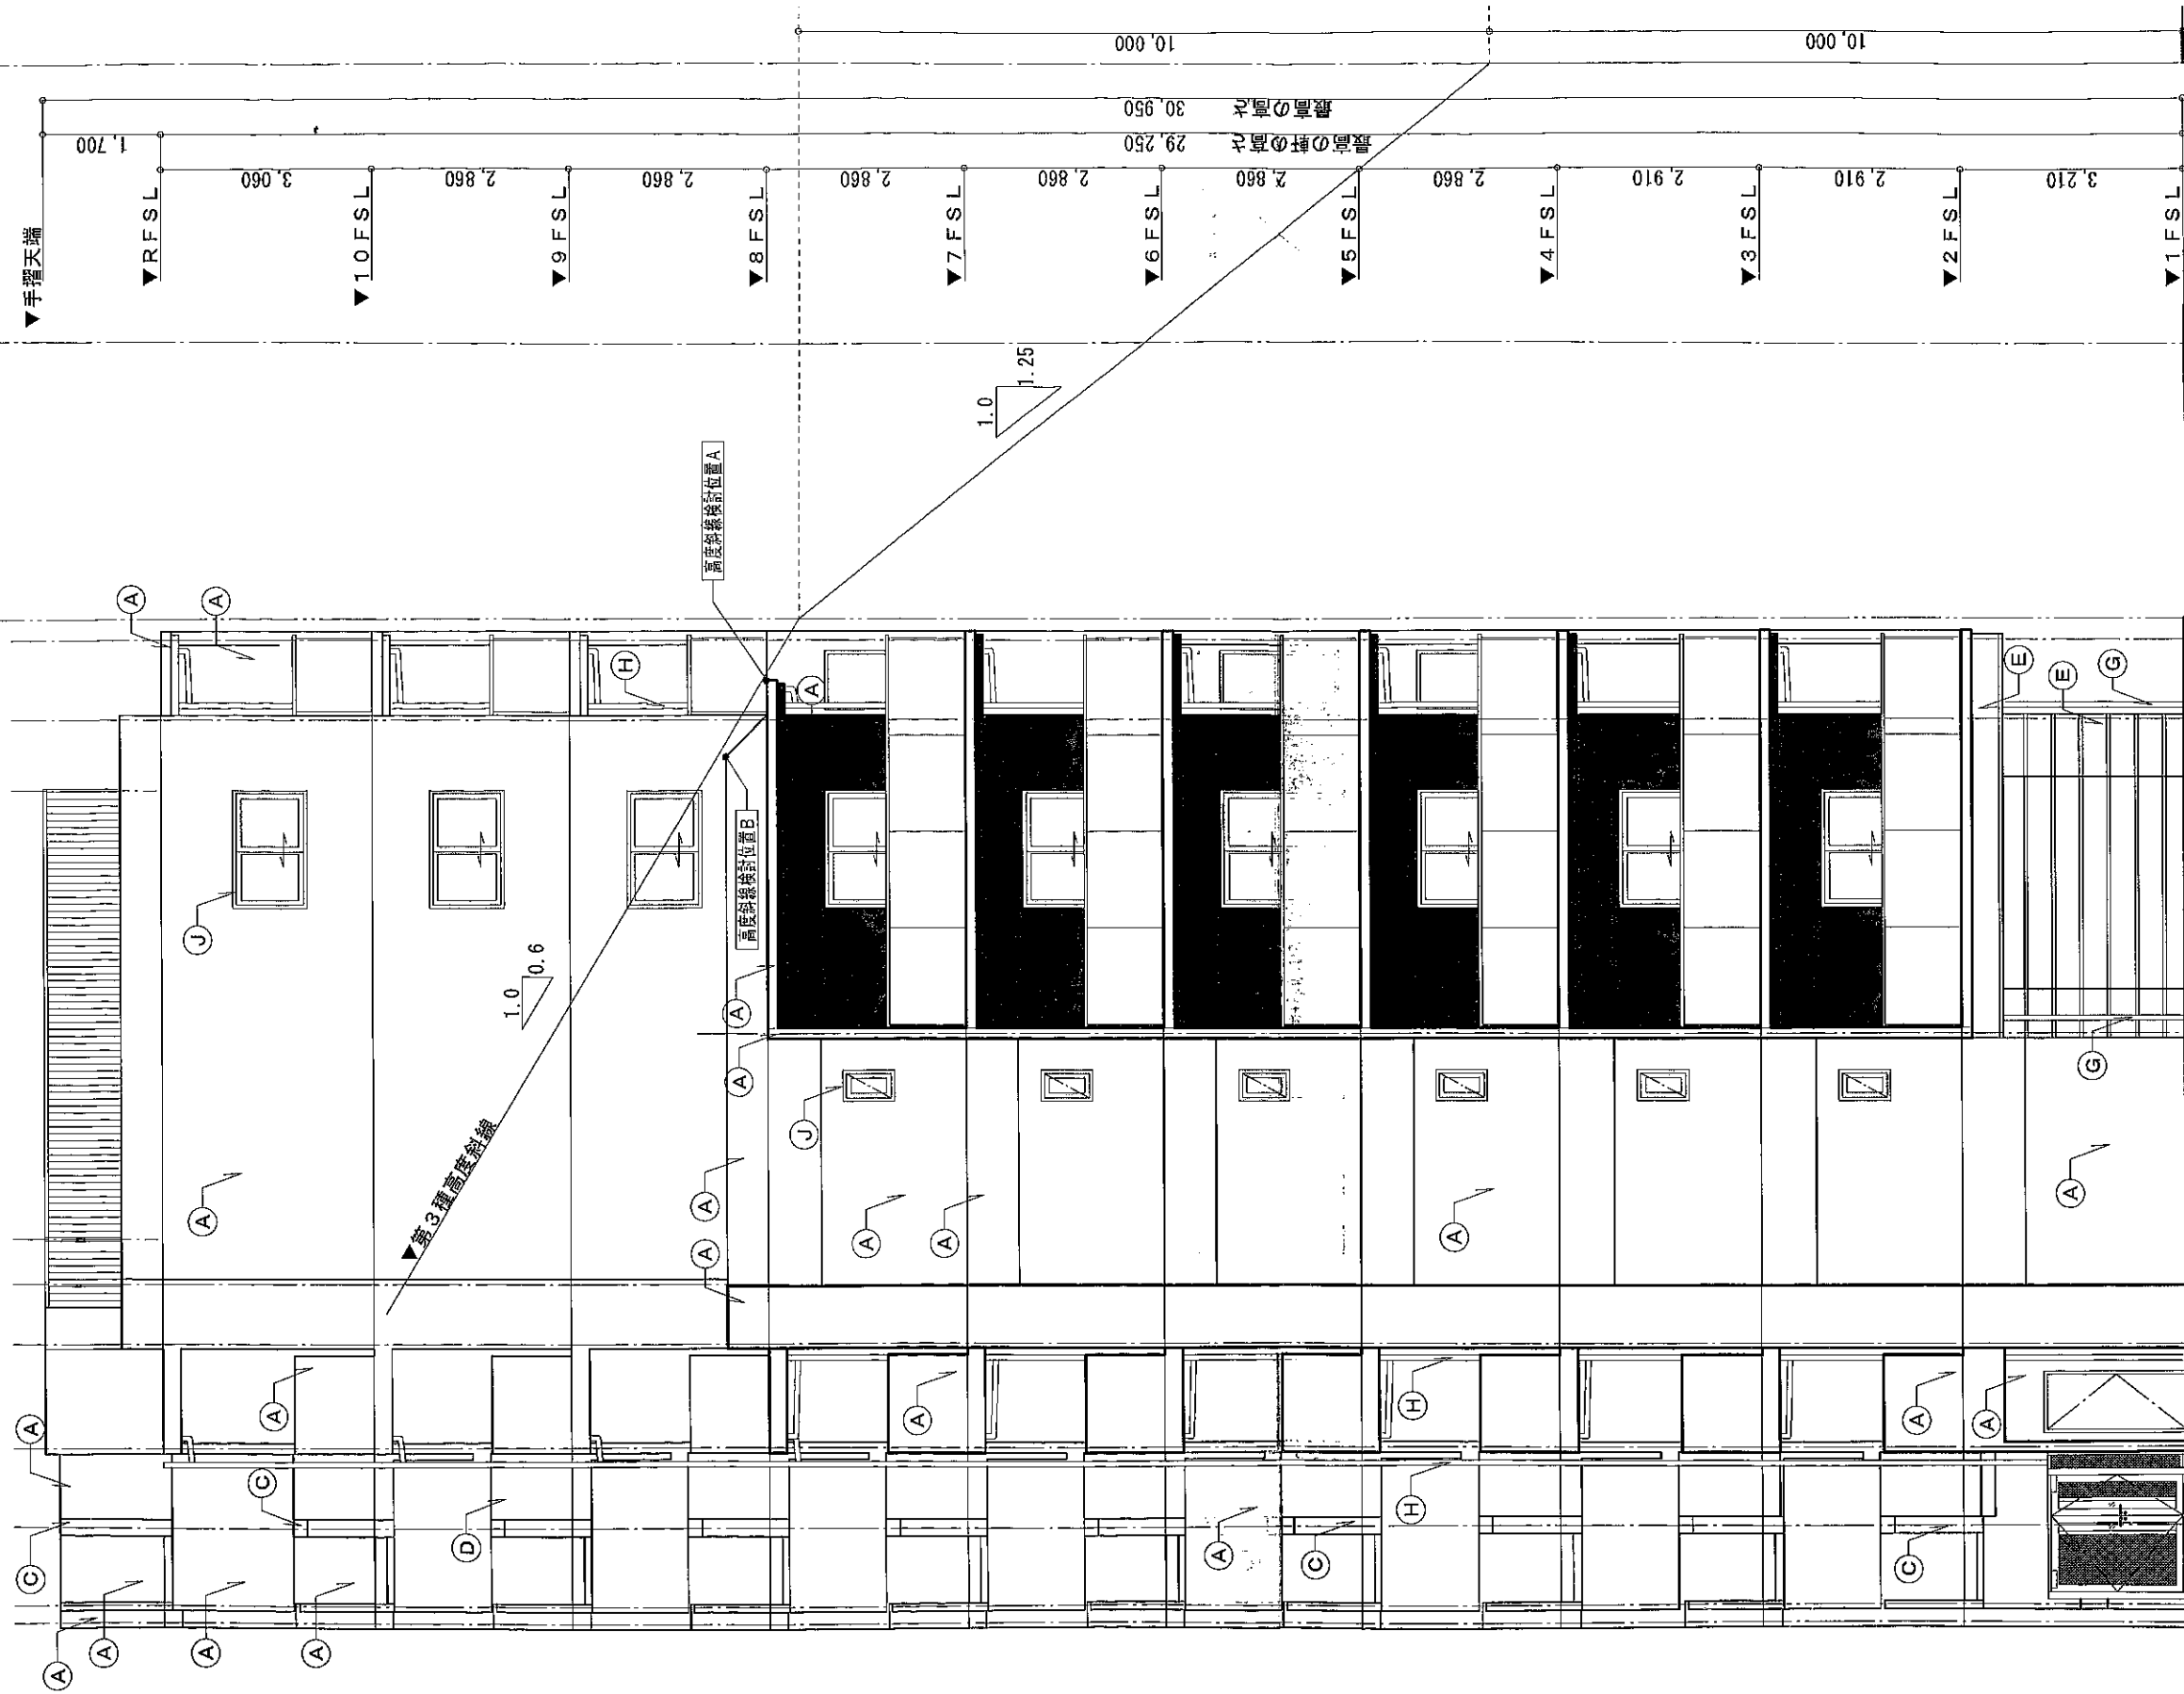 10,000
10,000
最高の高さ 30,950
最高の軒の高さ 29,250
1,700
3,060
2,860
2,860
2,860
2,860
2,860
2,860
2,910
2,910
3,210
▼手摺天端
▼RFSL
▼10FSL
▼9FSL
▼8FSL
▼7FSL
▼6FSL
▼5FSL
▼4FSL
▼3FSL
▼2FSL
▼1FSL
1.0
1.25
高度斜線検討位置A
高度斜線検討位置B
1.0
0.6
▼第3種高度斜線
A
A
H
A
E
E
G
J
A
A
J
G
A
A
A
A
A
A
A
A
A
A
H
A
A
A
C
D
H
A
C
C
C
A
A
A
A